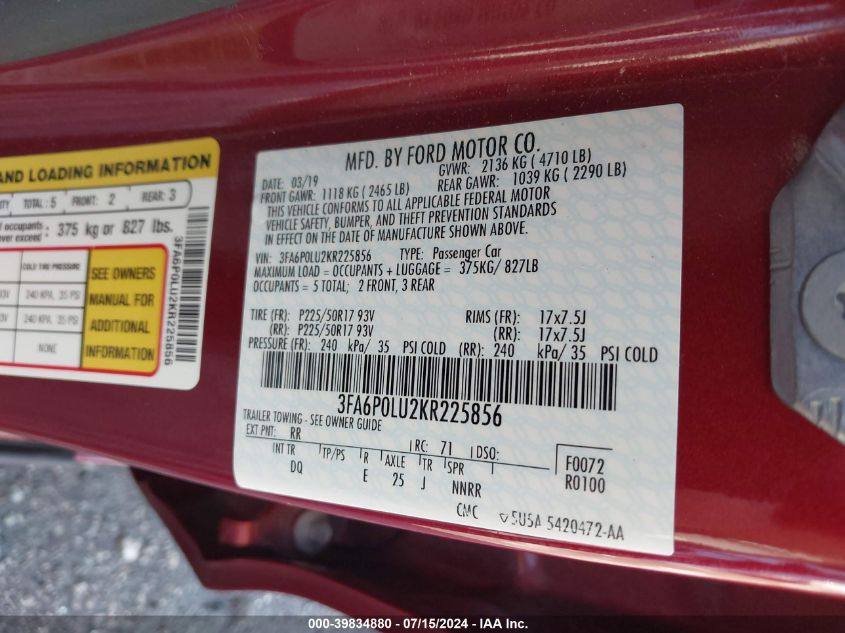 AND LOADING INFORMATION
TOTAL : 5 FRONT: 2 REAR: 3
occupants 375 kg or 827 lbs.
COLD TIRE PRESSURE
240 KPA, 35 PSI
240 KPA, 35 PSI
NONE
SEE OWNERS
MANUAL FOR
ADDITIONAL
INFORMATION
3FA6P0LU2KR225856
MFD. BY FORD MOTOR CO.
DATE: 03/19 GVWR: 2136 KG ( 4710 LB)
FRONT GAWR: 1118 KG ( 2465 LB) REAR GAWR: 1039 KG ( 2290 LB)
THIS VEHICLE CONFORMS TO ALL APPLICABLE FEDERAL MOTOR
VEHICLE SAFETY, BUMPER, AND THEFT PREVENTION STANDARDS
IN EFFECT ON THE DATE OF MANUFACTURE SHOWN ABOVE.
VIN: 3FA6P0LU2KR225856 TYPE: Passenger Car
MAXIMUM LOAD = OCCUPANTS + LUGGAGE = 375KG/ 827LB
OCCUPANTS = 5 TOTAL; 2 FRONT, 3 REAR
TIRE (FR): P225/50R17 93V RIMS (FR): 17x7.5J
(RR): P225/50R17 93V (RR): 17x7.5J
PRESSURE (FR): 240 kPa/ 35 PSI COLD (RR): 240 kPa/ 35 PSI COLD
3FA6P0LU2KR225856
TRAILER TOWING - SEE OWNER GUIDE
EXT PNT: RR RC: 71 DSO:
INT TR TP/PS R AXLE TR SPR F0072
DQ E 25 J NNRR R0100
CMC 5U5A 5420472-AA
000-39834880 - 07/15/2024 - IAA Inc.